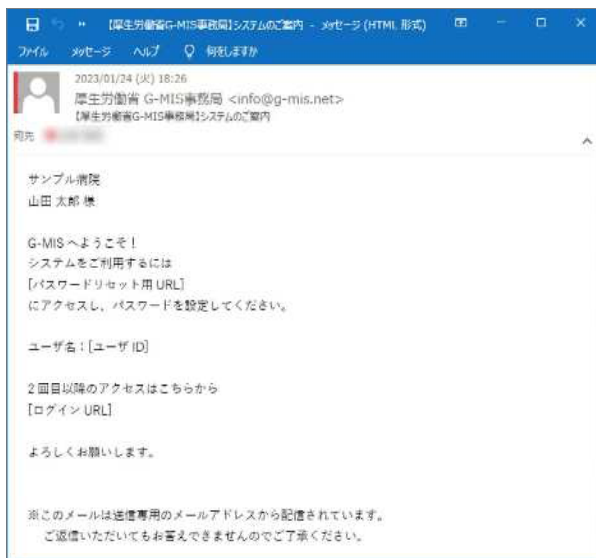 【厚生労働省G-MIS事務局】システムのご案内 - メッセージ (HTML 形式)
ファイル メッセージ ヘルプ 何をしますか
2023/01/24 (火) 18:26
厚生労働省 G-MIS事務局 <info@g-mis.net>
【厚生労働省G-MIS事務局】システムのご案内
宛先
サンプル病院
山田 太郎 様
G-MIS へようこそ！
システムをご利用するには
[パスワードリセット用 URL]
にアクセスし、パスワードを設定してください。
ユーザ名：[ユーザ ID]
2 回目以降のアクセスはこちらから
[ログイン URL]
よろしくお願いします。
※このメールは送信専用のメールアドレスから配信されています。
ご返信いただいてもお答えできませんのでご了承ください。